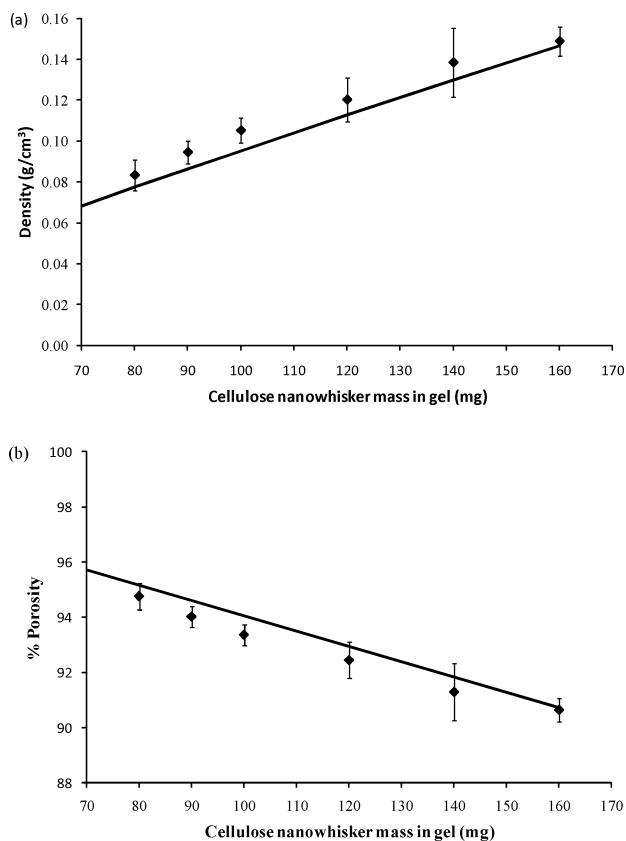 (a)
0.16
0.14
0.12
0.10
0.08
0.06
0.04
0.02
0.00
Density (g/cm³)
70 80 90 100 110 120 130 140 150 160 170
Cellulose nanowhisker mass in gel (mg)
(b)
100
98
96
94
92
90
88
% Porosity
70 80 90 100 110 120 130 140 150 160 170
Cellulose nanowhisker mass in gel (mg)